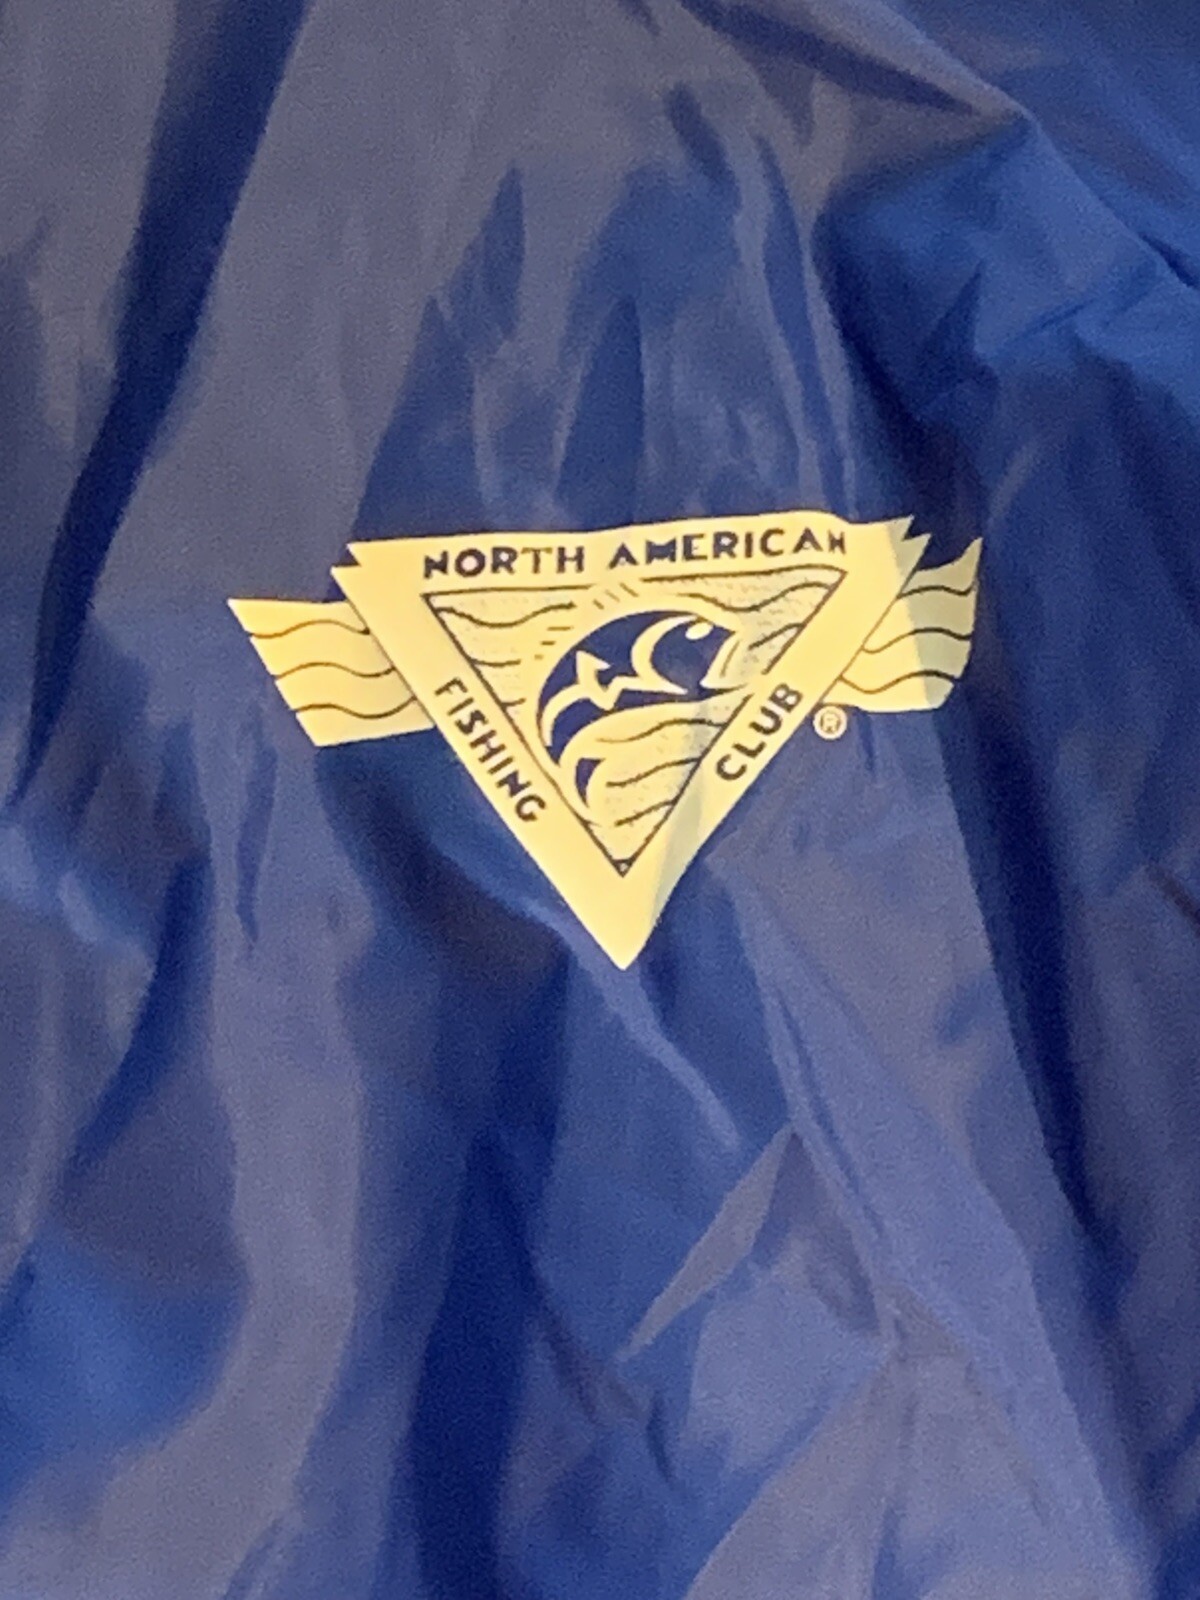 NORTH AMERICAN
FISHING
CLUB
®